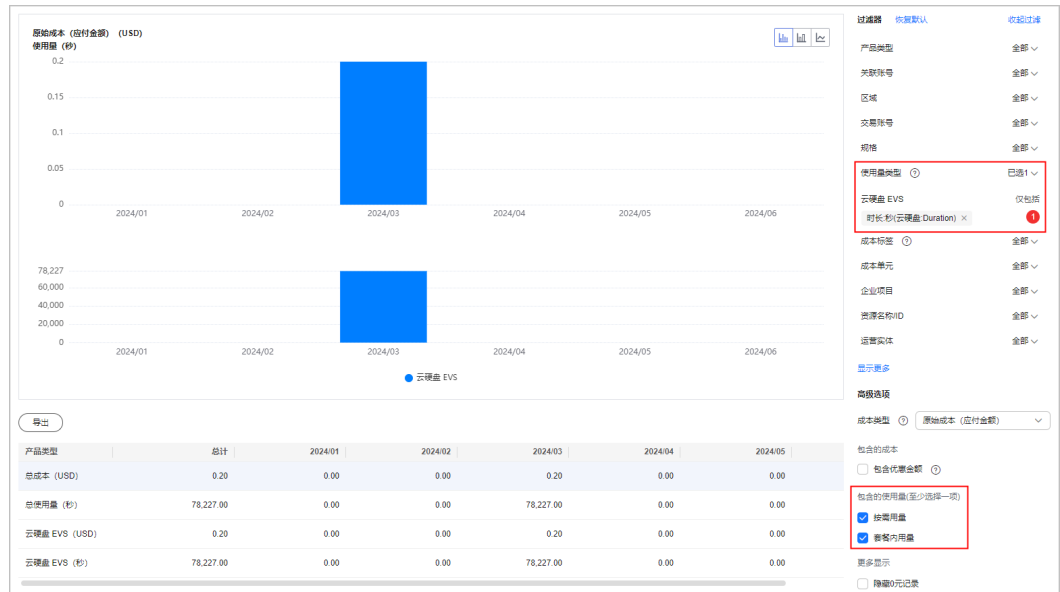 原始成本（应付金额）(USD)
使用量（秒）
0.2
0.15
0.1
0.05
0
2024/01 2024/02 2024/03 2024/04 2024/05 2024/06
78,227
60,000
40,000
20,000
0
2024/01 2024/02 2024/03 2024/04 2024/05 2024/06
云硬盘 EVS
导出
产品类型 总计 2024/01 2024/02 2024/03 2024/04 2024/05
总成本（USD） 0.20 0.00 0.00 0.20 0.00 0.00
总使用量（秒） 78,227.00 0.00 0.00 78,227.00 0.00 0.00
云硬盘 EVS（USD） 0.20 0.00 0.00 0.20 0.00 0.00
云硬盘 EVS（秒） 78,227.00 0.00 0.00 78,227.00 0.00 0.00
过滤器 恢复默认 收起过滤
产品类型 全部
关联账号 全部
区域 全部
交易账号 全部
规格 全部
使用量类型 ? 已选1
云硬盘 EVS 仅包括
时长:秒(云硬盘:Duration) × 1
成本标签 ? 全部
成本单元 全部
企业项目 全部
资源名称/ID 全部
运营实体 全部
显示更多
高级选项
成本类型 ? 原始成本（应付金额）
包含的成本
包含优惠金额 ?
包含的使用量(至少选择一项)
按需用量
套餐内用量
更多显示
隐藏0元记录